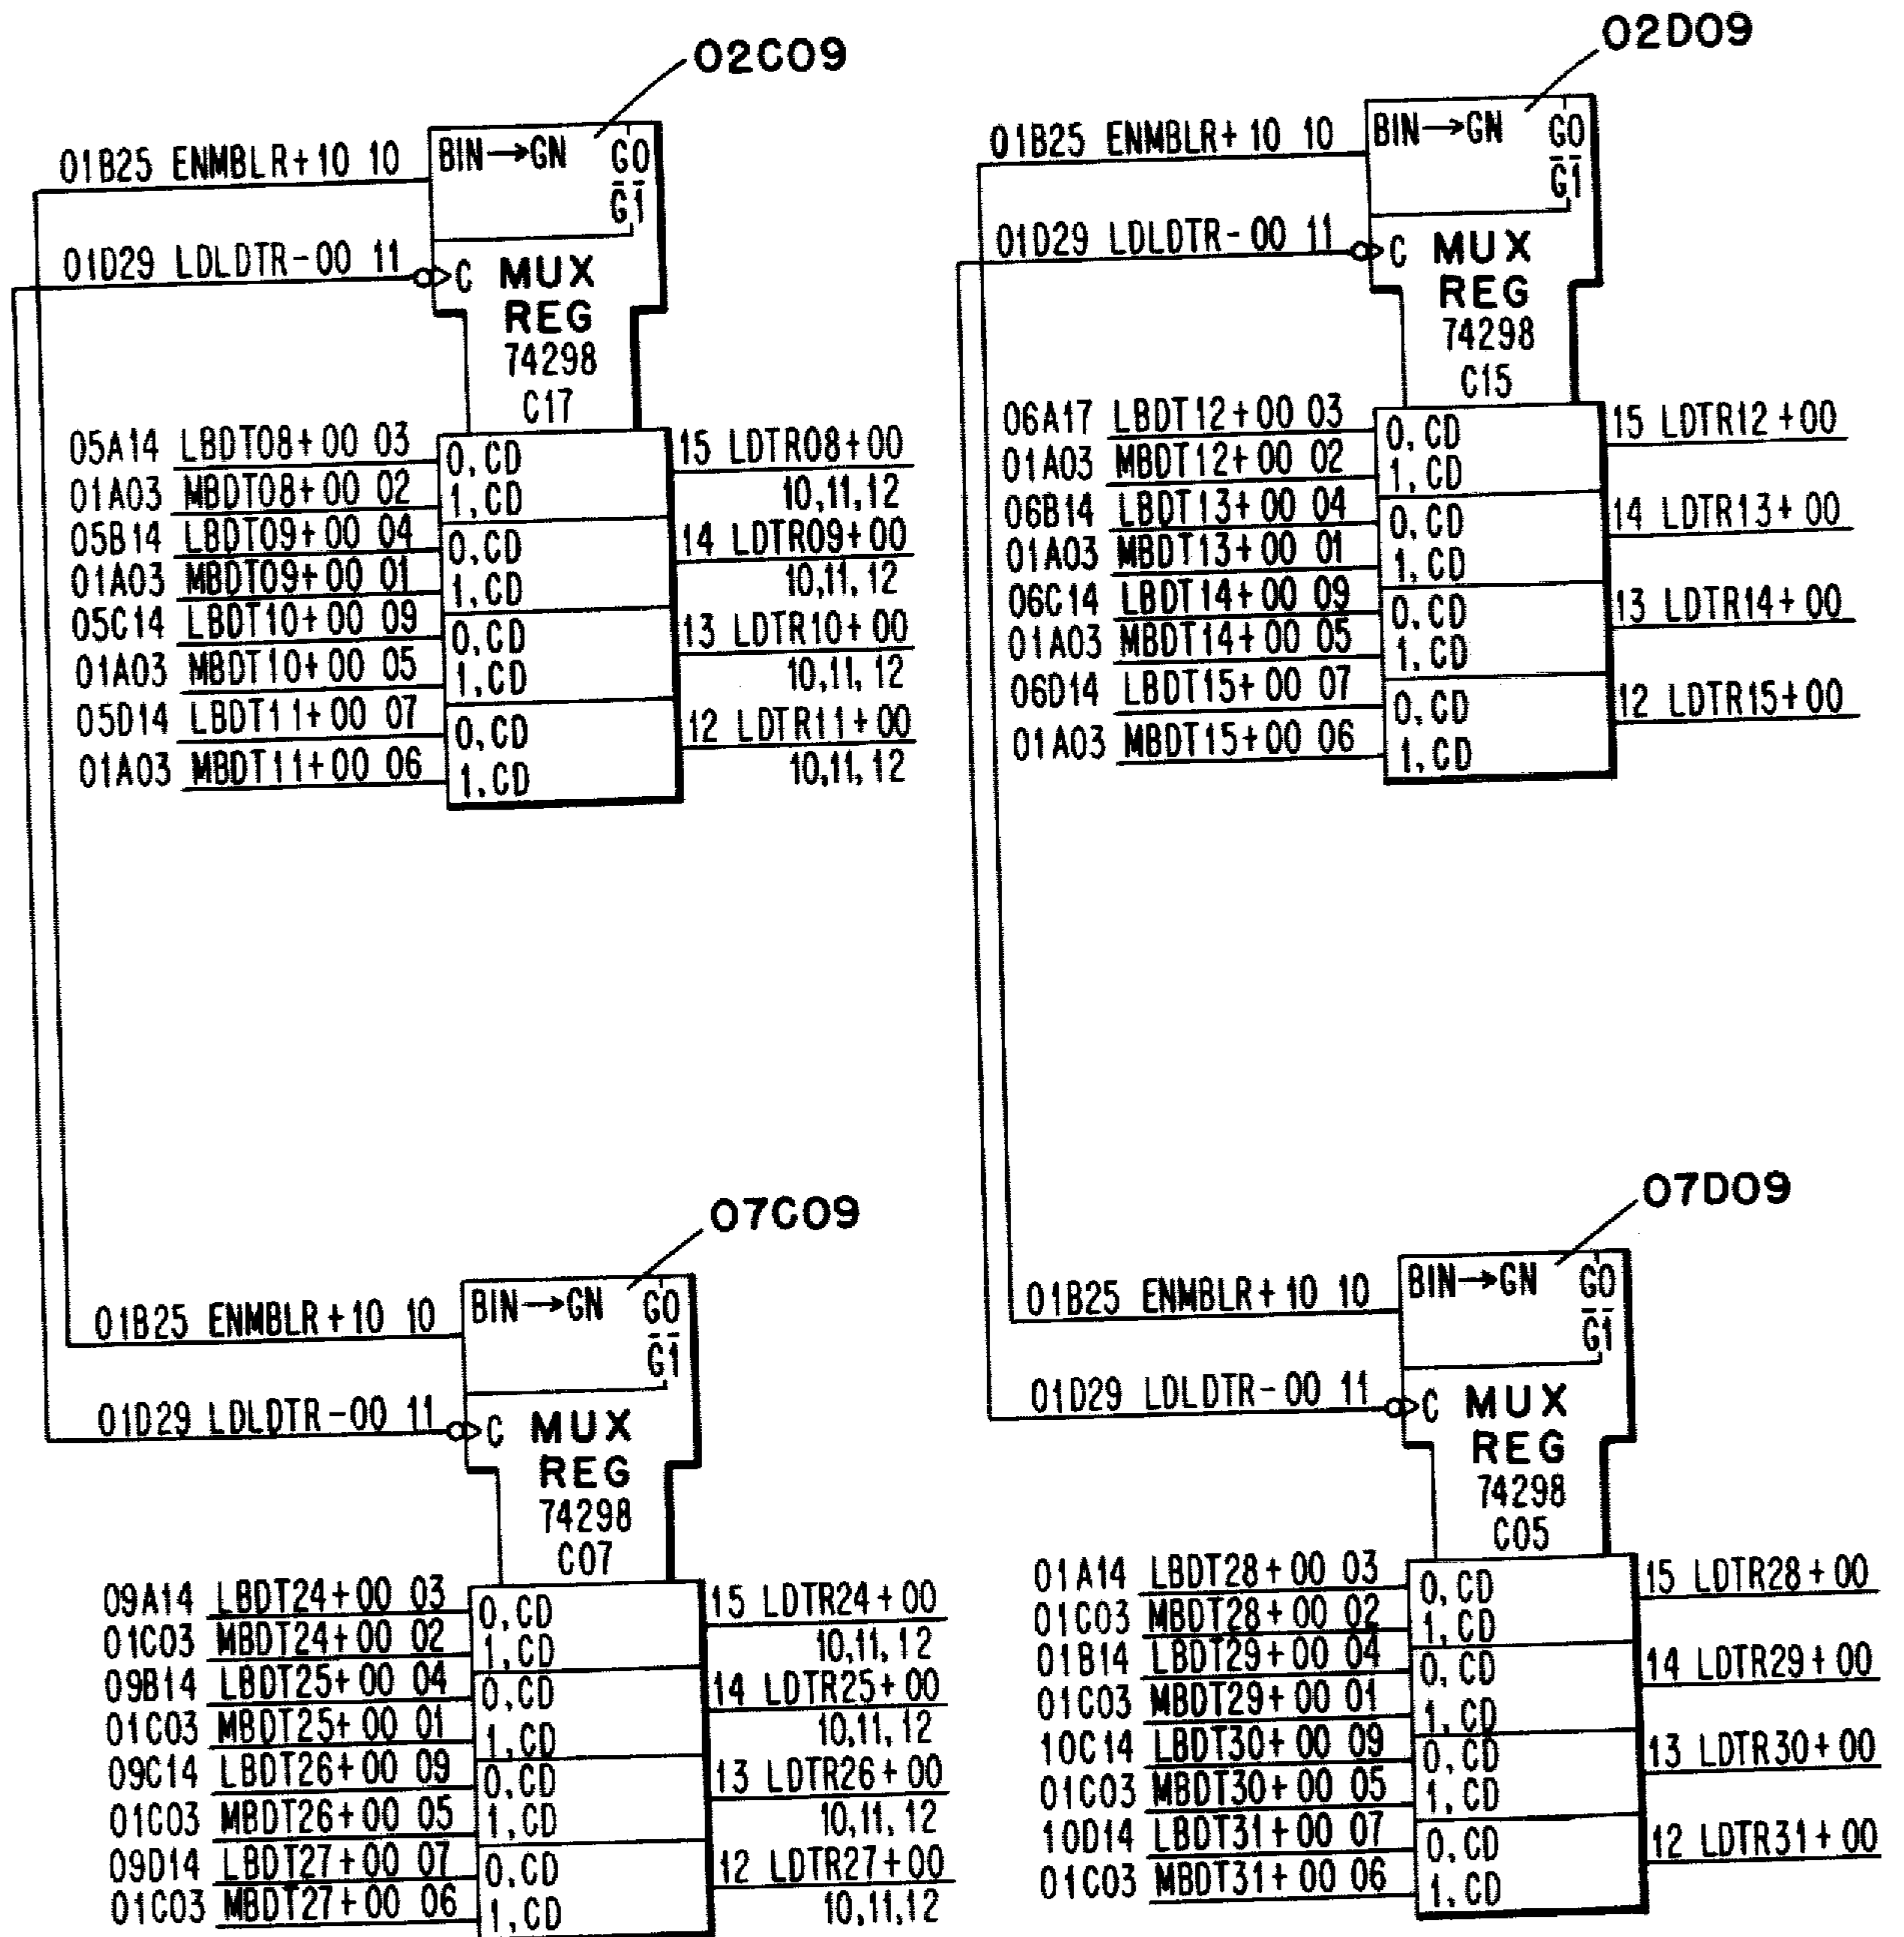 02C09
01B25 ENMBLR+10 10
BIN→GN G0
G1
01D29 LDLDTR-00 11
C MUX
REG
74298
C17
05A14 LBDT08+00 03
0,CD
15 LDTR08+00
01A03 MBDT08+00 02
1,CD
10,11,12
05B14 LBDT09+00 04
0,CD
14 LDTR09+00
01A03 MBDT09+00 01
1,CD
10,11,12
05C14 LBDT10+00 09
0,CD
13 LDTR10+00
01A03 MBDT10+00 05
1,CD
10,11,12
05D14 LBDT11+00 07
0,CD
12 LDTR11+00
01A03 MBDT11+00 06
1,CD
10,11,12
02D09
01B25 ENMBLR+10 10
BIN→GN G0
G1
01D29 LDLDTR-00 11
C MUX
REG
74298
C15
06A17 LBDT12+00 03
0,CD
15 LDTR12+00
01A03 MBDT12+00 02
1,CD
06B14 LBDT13+00 04
0,CD
14 LDTR13+00
01A03 MBDT13+00 01
1,CD
06C14 LBDT14+00 09
0,CD
13 LDTR14+00
01A03 MBDT14+00 05
1,CD
06D14 LBDT15+00 07
0,CD
12 LDTR15+00
01A03 MBDT15+00 06
1,CD
07C09
01B25 ENMBLR+10 10
BIN→GN G0
G1
01D29 LDLDTR-00 11
C MUX
REG
74298
C07
09A14 LBDT24+00 03
0,CD
15 LDTR24+00
01C03 MBDT24+00 02
1,CD
10,11,12
09B14 LBDT25+00 04
0,CD
14 LDTR25+00
01C03 MBDT25+00 01
1,CD
10,11,12
09C14 LBDT26+00 09
0,CD
13 LDTR26+00
01C03 MBDT26+00 05
1,CD
10,11,12
09D14 LBDT27+00 07
0,CD
12 LDTR27+00
01C03 MBDT27+00 06
1,CD
10,11,12
07D09
01B25 ENMBLR+10 10
BIN→GN G0
G1
01D29 LDLDTR-00 11
C MUX
REG
74298
C05
01A14 LBDT28+00 03
0,CD
15 LDTR28+00
01C03 MBDT28+00 02
1,CD
01B14 LBDT29+00 04
0,CD
14 LDTR29+00
01C03 MBDT29+00 01
1,CD
10C14 LBDT30+00 09
0,CD
13 LDTR30+00
01C03 MBDT30+00 05
1,CD
10D14 LBDT31+00 07
0,CD
12 LDTR31+00
01C03 MBDT31+00 06
1,CD